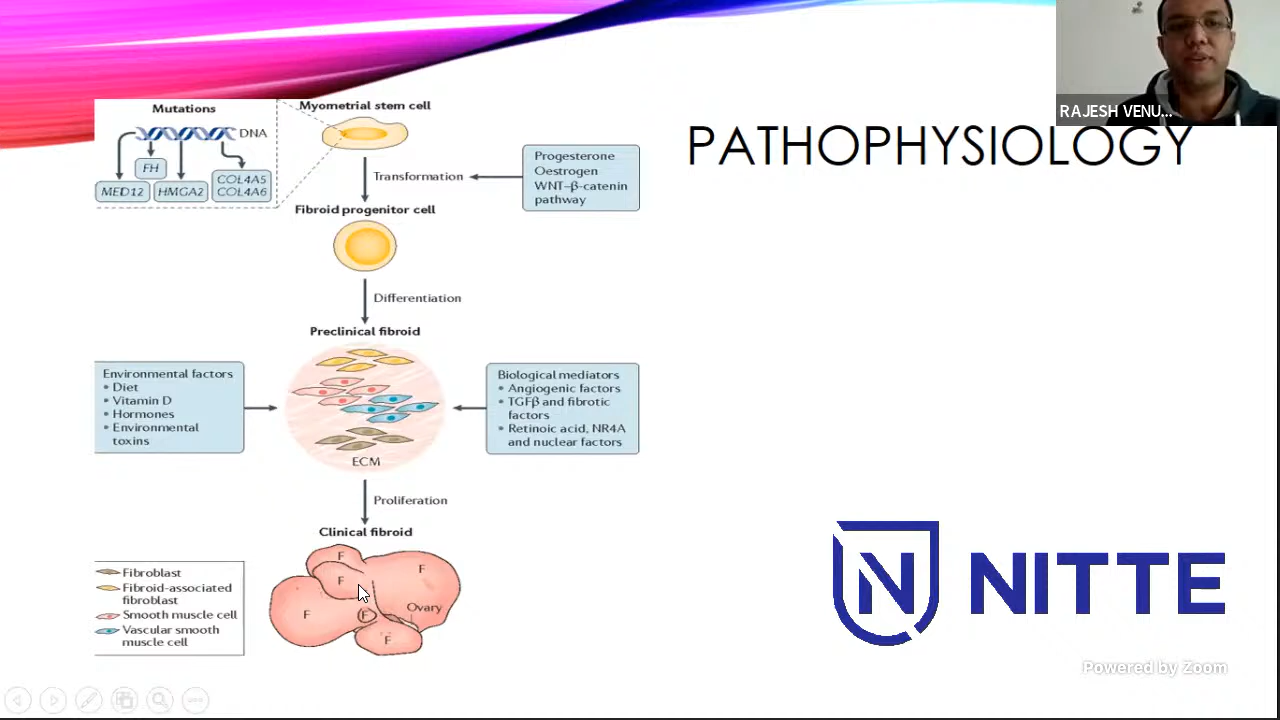 RAJESH VENU...
PATHOPHYSIOLOGY
Mutations
DNA
FH
MED12
HMGA2
COL4A5
COL4A6
Myometrial stem cell
Transformation
Progesterone
Oestrogen
WNT–β-catenin
pathway
Fibroid progenitor cell
Differentiation
Preclinical fibroid
Environmental factors
• Diet
• Vitamin D
• Hormones
• Environmental
toxins
ECM
Biological mediators
• Angiogenic factors
• TGFβ and fibrotic
factors
• Retinoic acid, NR4A
and nuclear factors
Proliferation
Clinical fibroid
F
F
F
F
F
F
Ovary
Fibroblast
Fibroid-associated
fibroblast
Smooth muscle cell
Vascular smooth
muscle cell
N NITTE
Powered by Zoom